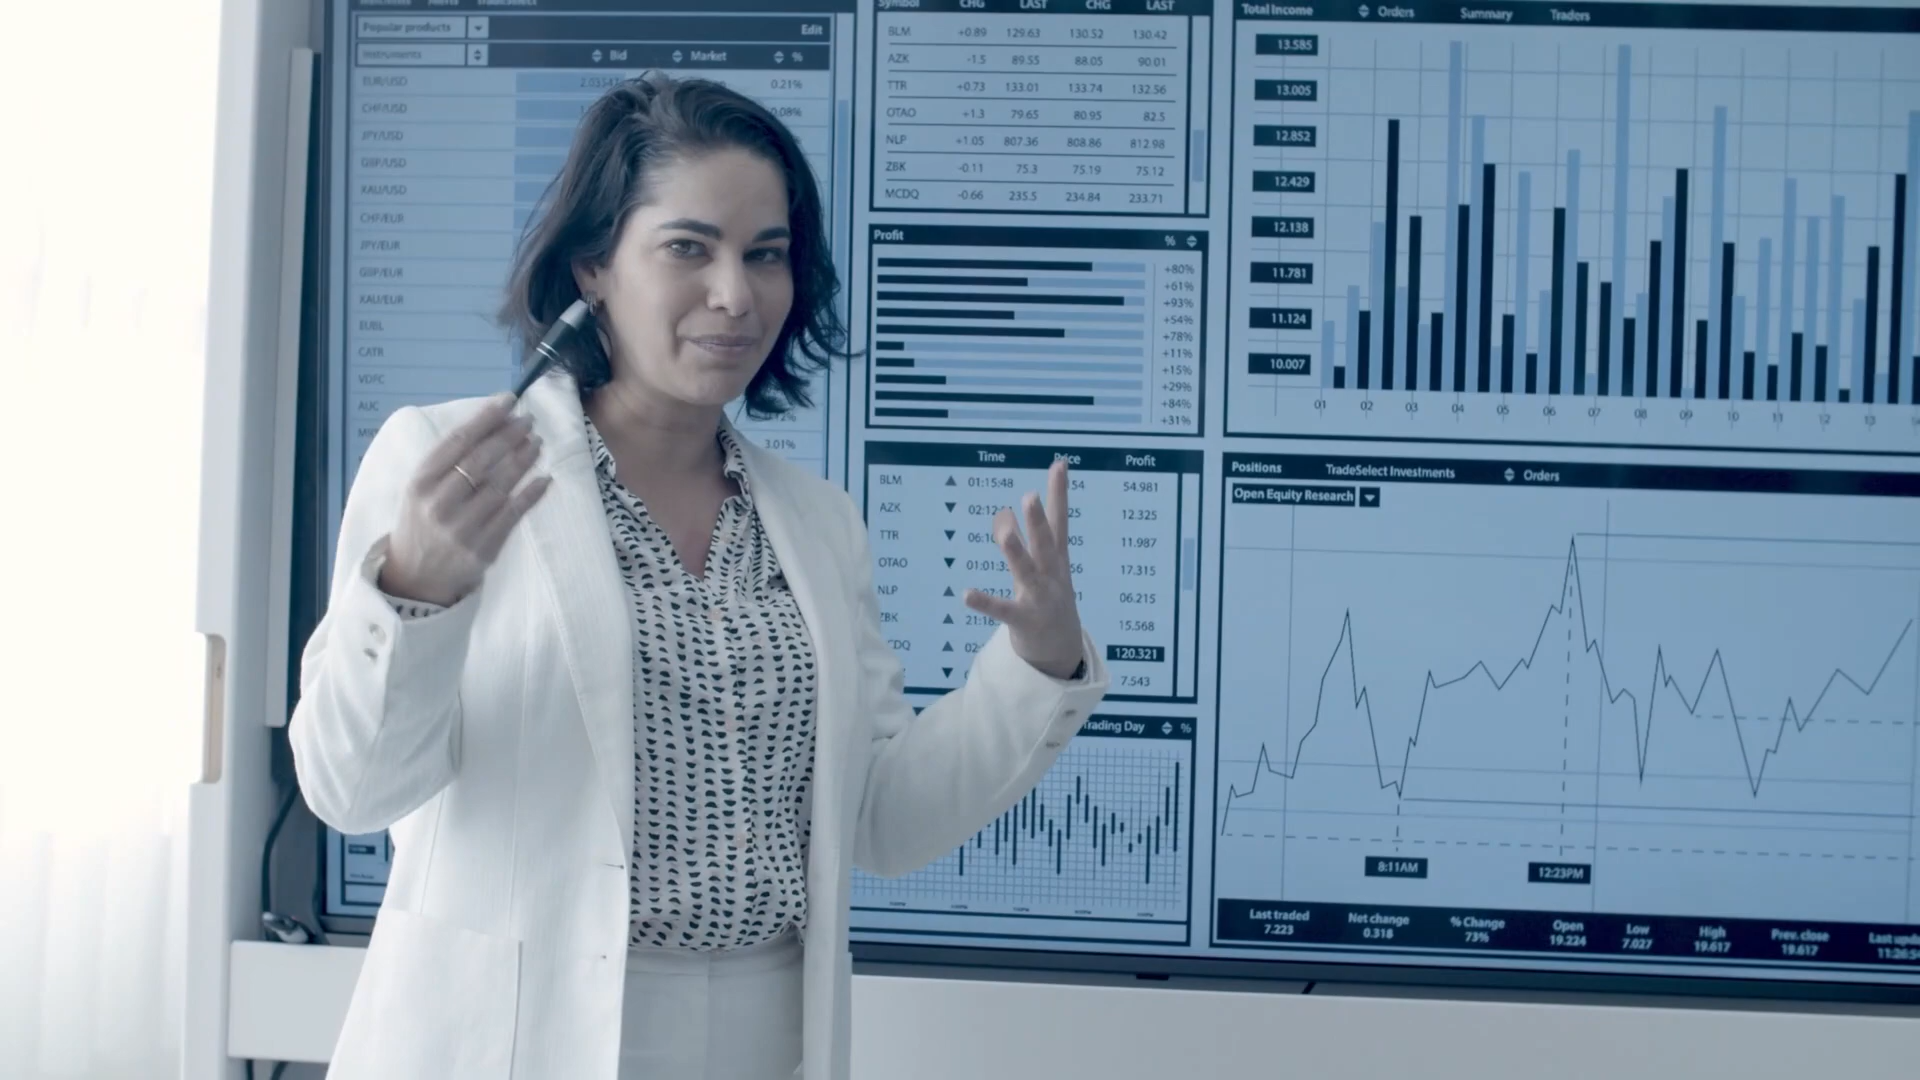 Popular products
Edit
Instruments Bid Market %
EUR/USD 0.21%
CHF/USD 0.08%
JPY/USD
GBP/USD
XAU/USD
CHF/EUR
JPY/EUR
GBP/EUR
XAU/EUR
EUBL
CATR
VDFC
AUC
3.01%
Symbol CHG LAST CHG LAST
BLM +0.89 129.63 130.52 130.42
AZK -1.5 89.55 88.05 90.01
TTR +0.73 133.01 133.74 132.56
OTAO +1.3 79.65 80.95 82.5
NLP +1.05 807.36 808.86 812.98
ZBK -0.11 75.3 75.19 75.12
MCDQ -0.66 235.5 234.84 233.71
Profit %
+80%
+61%
+93%
+54%
+78%
+11%
+15%
+29%
+84%
+31%
Time Price Profit
BLM 01:15:48 54.981
AZK 12.325
TTR 11.987
OTAO 17.315
NLP 06.215
ZBK 15.568
120.321
7.543
Trading Day %
Total Income Orders Summary Traders
13.585
13.005
12.852
12.429
12.138
11.781
11.124
10.007
01 02 03 04 05 06 07 08 09 10 11 12 13
Positions TradeSelect Investments Orders
Open Equity Research
8:11AM 12:23PM
Last traded Net change % Change Open Low High Prev. close
7.223 0.318 73% 19.224 7.027 19.617 19.617